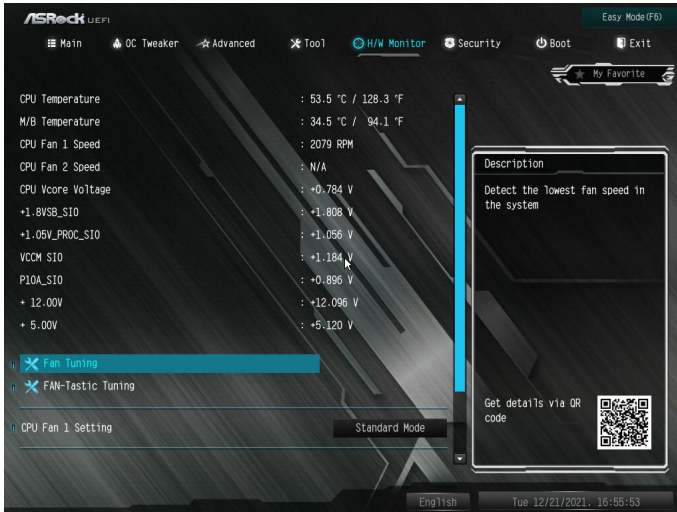 ASRock UEFI
Easy Mode(F6)
Main OC Tweaker Advanced Tool H/W Monitor Security Boot Exit
My Favorite
CPU Temperature : 53.5 °C / 128.3 °F
M/B Temperature : 34.5 °C / 94.1 °F
CPU Fan 1 Speed : 2079 RPM
CPU Fan 2 Speed : N/A
CPU Vcore Voltage : +0.784 V
+1.8VSB_SIO : +1.808 V
+1.05V_PROC_SIO : +1.056 V
VCCM SIO : +1.184 V
P10A_SIO : +0.896 V
+ 12.00V : +12.096 V
+ 5.00V : +5.120 V
Fan Tuning
FAN-Tastic Tuning
CPU Fan 1 Setting Standard Mode
Description
Detect the lowest fan speed in
the system
Get details via QR
code
English
Tue 12/21/2021. 16:55:53